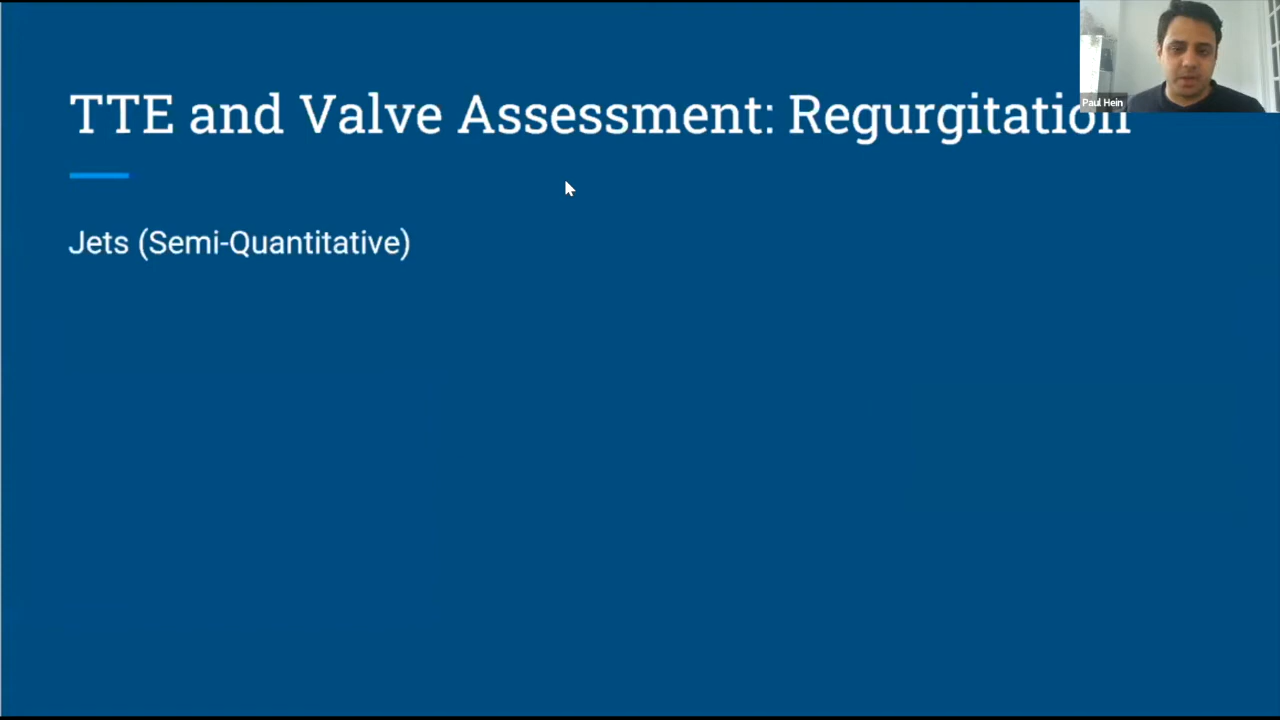 TTE and Valve Assessment: Regurgitation
Paul Hein
Jets (Semi-Quantitative)